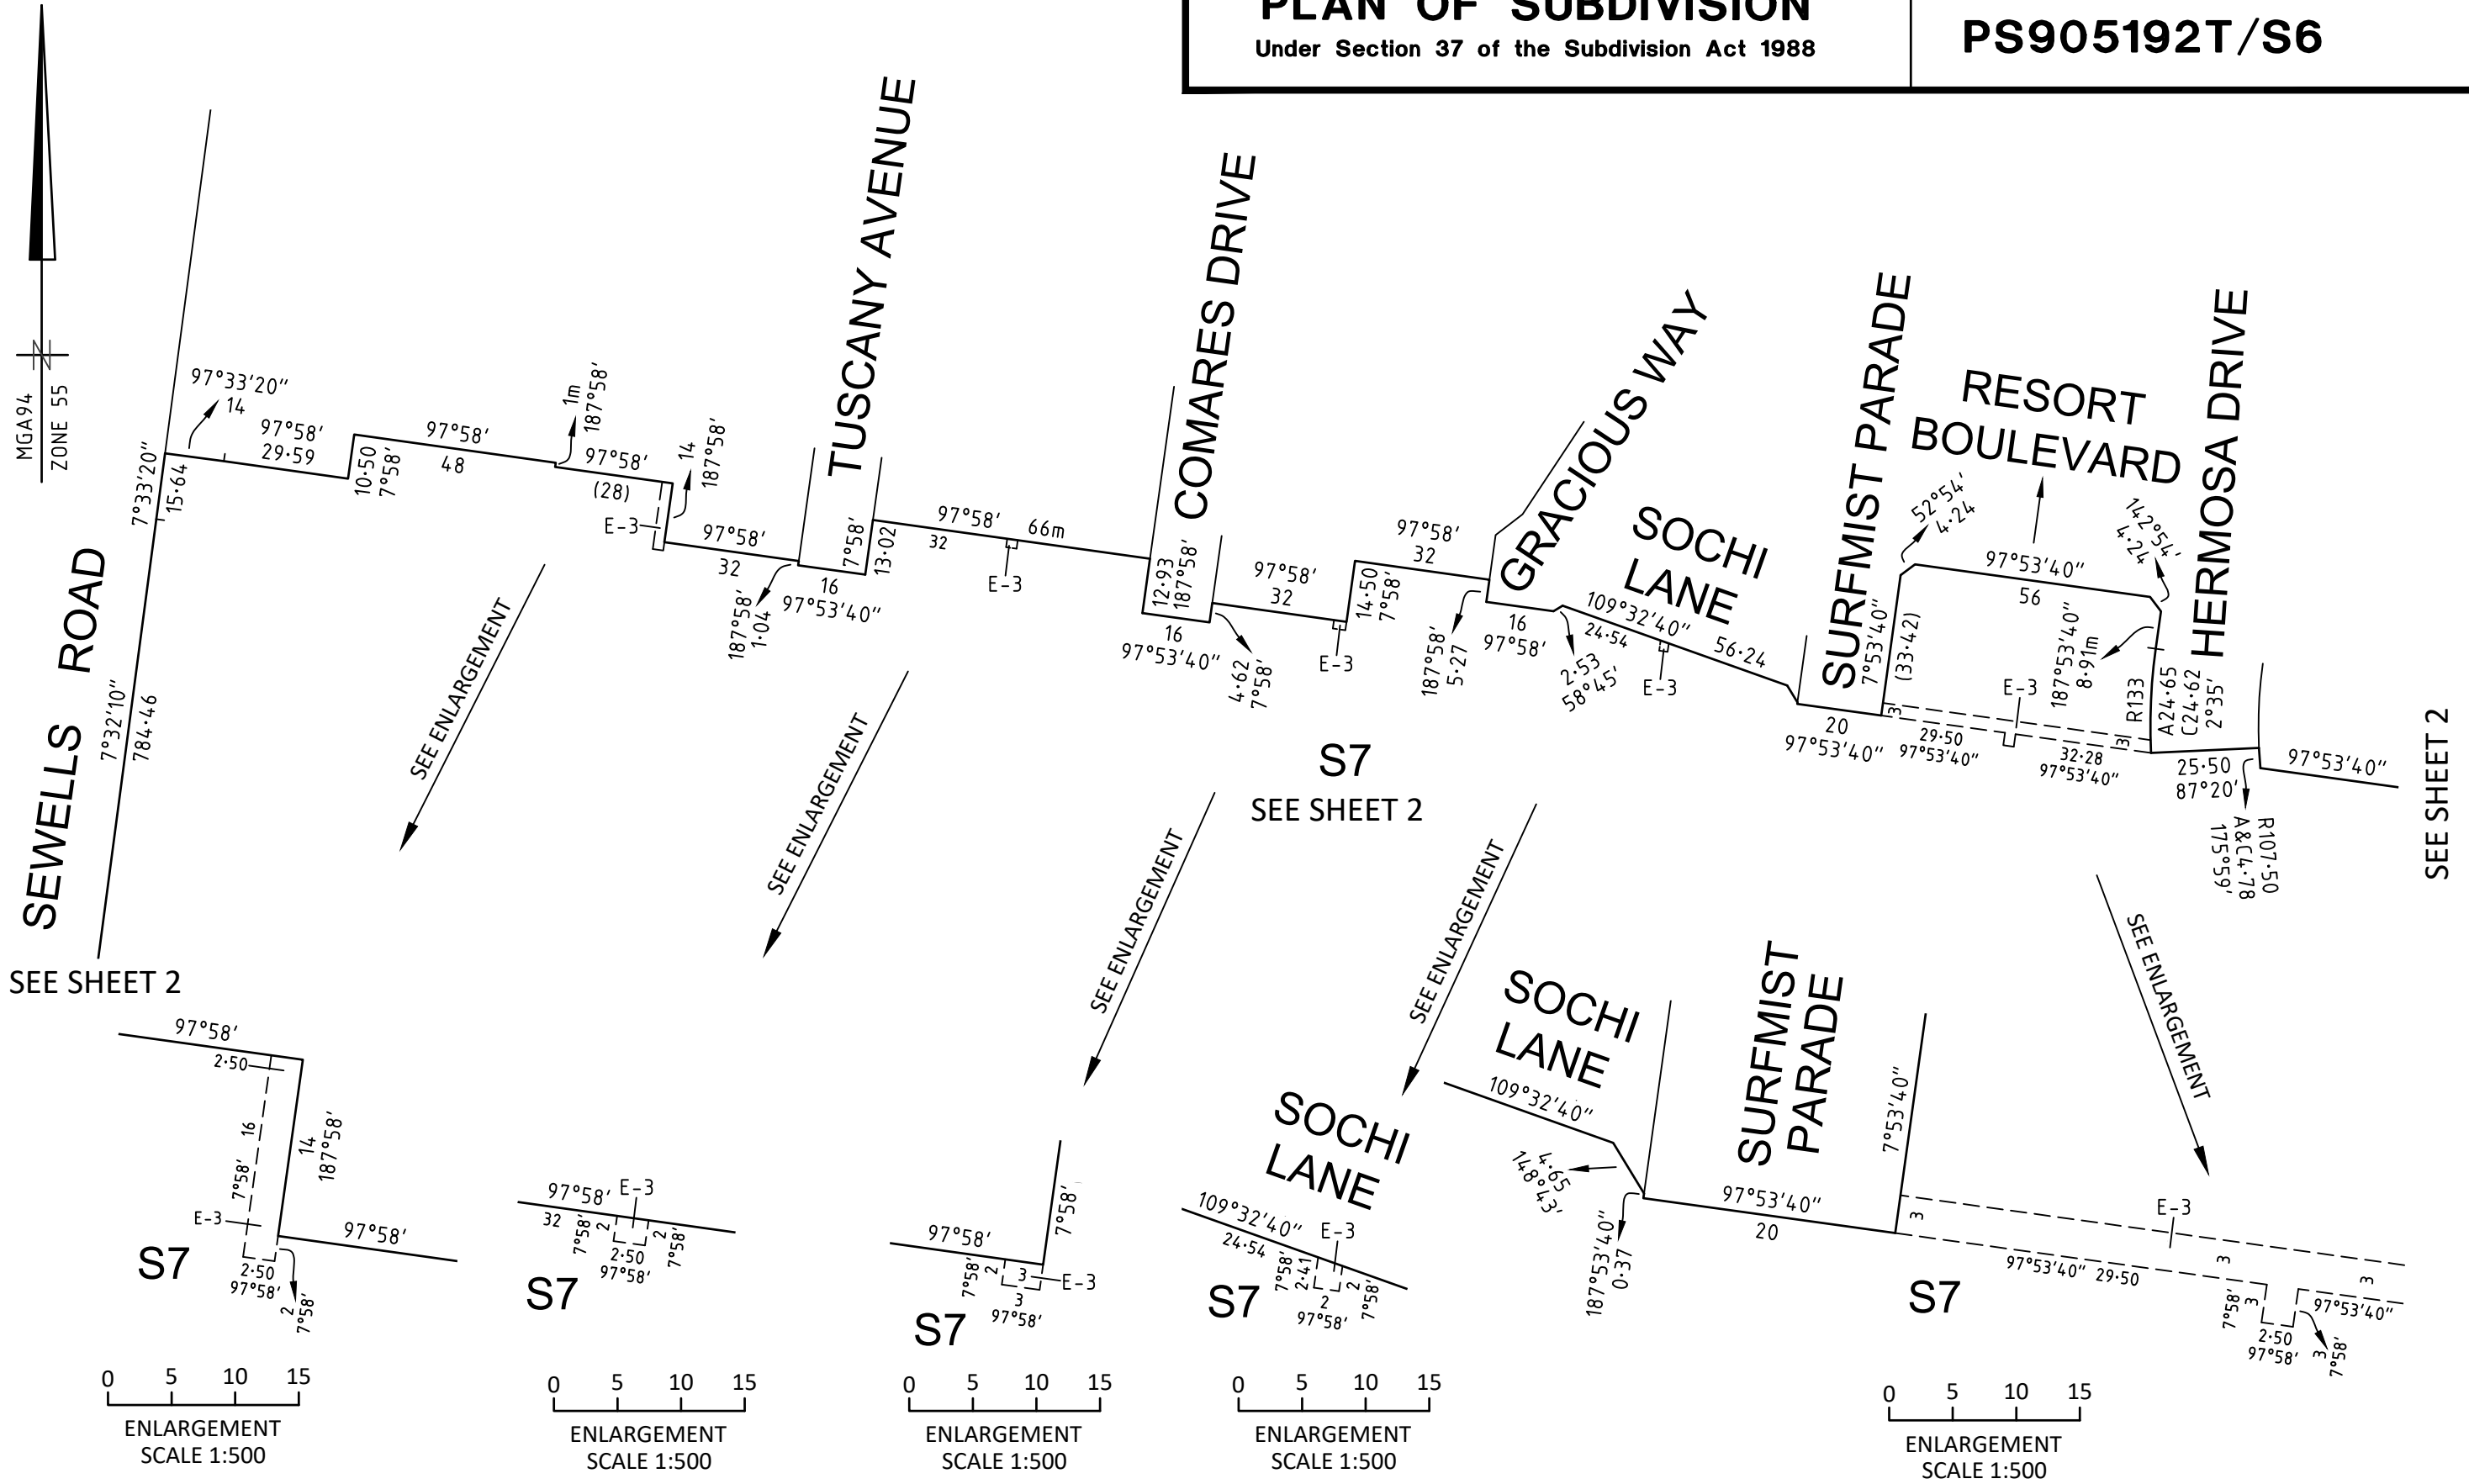 PLAN OF SUBDIVISION
Under Section 37 of the Subdivision Act 1988
PS905192T/S6
MGA94
ZONE 55
N
SEWELLS ROAD
7°33'20"
15·64
7°32'10"
784·46
SEE SHEET 2
97°33'20"
14
97°58'
29·59
10·50
7°58'
97°58'
48
1m
187°58'
97°58'
(28)
14
187°58'
E-3
97°58'
32
187°58'
1·04
TUSCANY AVENUE
16
97°53'40"
7°58'
13·02
97°58' 66m
32
E-3
COMARES DRIVE
12·93
187°58'
16
97°53'40"
4·62
7°58'
97°58'
32
E-3
14·50
7°58'
97°58'
32
187°58'
5·27
GRACIOUS WAY
16
97°58'
2·53
58°45'
SOCHI
LANE
109°32'40"
24·54
56·24
E-3
SURFMIST PARADE
20
97°53'40"
7°53'40"
(33·42)
3
52°54'
4·24
RESORT
BOULEVARD
97°53'40"
56
142°54'
4·24
HERMOSA DRIVE
187°53'40"
8·91m
E-3
29·50
97°53'40"
32·28
97°53'40"
3
R133
A24·65
C24·62
2°35'
25·50
87°20'
R107·50
A&C4·78
175°59'
97°53'40"
SEE SHEET 2
S7
SEE SHEET 2
SEE ENLARGEMENT
SEE ENLARGEMENT
SEE ENLARGEMENT
SEE ENLARGEMENT
SEE ENLARGEMENT
97°58'
2·50
16
7°58'
14
187°58'
E-3
97°58'
S7
2·50
97°58'
2
7°58'
0 5 10 15
ENLARGEMENT
SCALE 1:500
97°58' E-3
32
7°58'
2
2·50
97°58'
2
7°58'
S7
0 5 10 15
ENLARGEMENT
SCALE 1:500
97°58'
7°58'
7°58'
2
3
E-3
3
97°58'
S7
0 5 10 15
ENLARGEMENT
SCALE 1:500
SOCHI
LANE
109°32'40"
24·54
E-3
7°58'
2·41
2
97°58'
2
7°58'
S7
0 5 10 15
ENLARGEMENT
SCALE 1:500
SOCHI
LANE
109°32'40"
4·65
148°43'
187°53'40"
0·37
SURFMIST
PARADE
97°53'40"
20
7°53'40"
3
E-3
3
3
97°53'40" 29·50
S7
7°58'
3
2·50
97°58'
97°53'40"
3
7°58'
0 5 10 15
ENLARGEMENT
SCALE 1:500